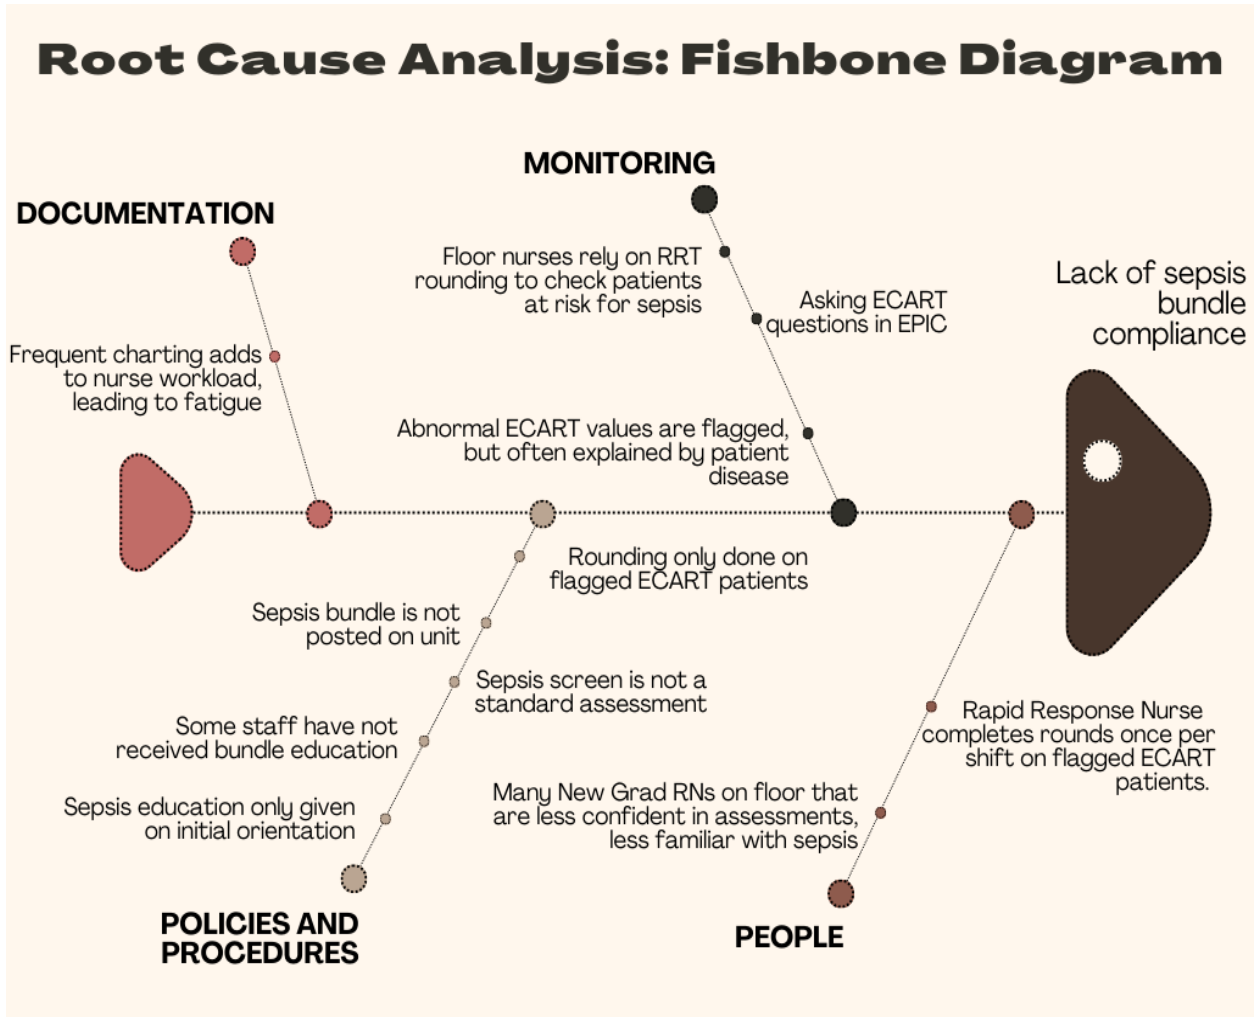 Root Cause Analysis: Fishbone Diagram
MONITORING
DOCUMENTATION
Floor nurses rely on RRT
rounding to check patients
at risk for sepsis
Asking ECART
questions in EPIC
Lack of sepsis
bundle
compliance
Frequent charting adds
to nurse workload,
leading to fatigue
Abnormal ECART values are flagged,
but often explained by patient
disease
Rounding only done on
flagged ECART patients
Sepsis bundle is not
posted on unit
Sepsis screen is not a
standard assessment
Some staff have not
received bundle education
Sepsis education only given
on initial orientation
Rapid Response Nurse
completes rounds once per
shift on flagged ECART
patients.
Many New Grad RNs on floor that
are less confident in assessments,
less familiar with sepsis
POLICIES AND
PROCEDURES
PEOPLE